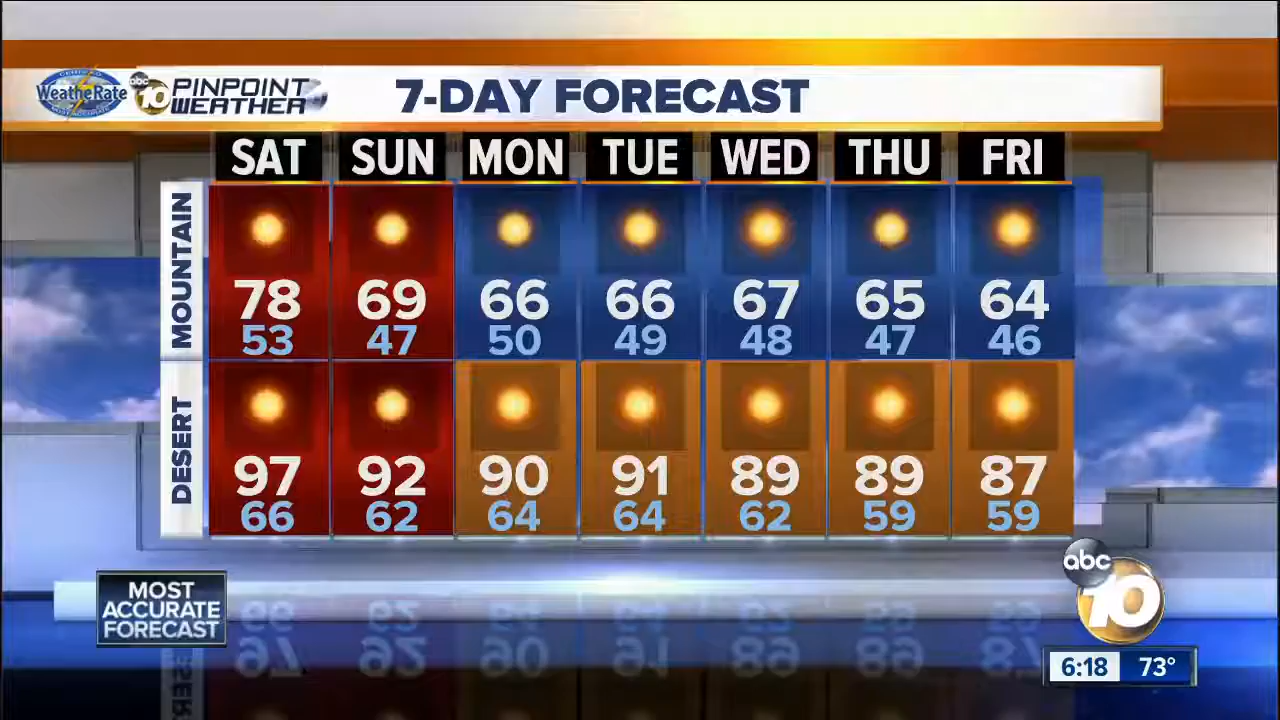 CERTIFIED
WeatheRate
abc
10
PINPOINT
WEATHER
7-DAY FORECAST
SAT SUN MON TUE WED THU FRI
MOUNTAIN
78 69 66 66 67 65 64
53 47 50 49 48 47 46
DESERT
97 92 90 91 89 89 87
66 62 64 64 62 59 59
MOST
ACCURATE
FORECAST
abc
10
6:18 73°